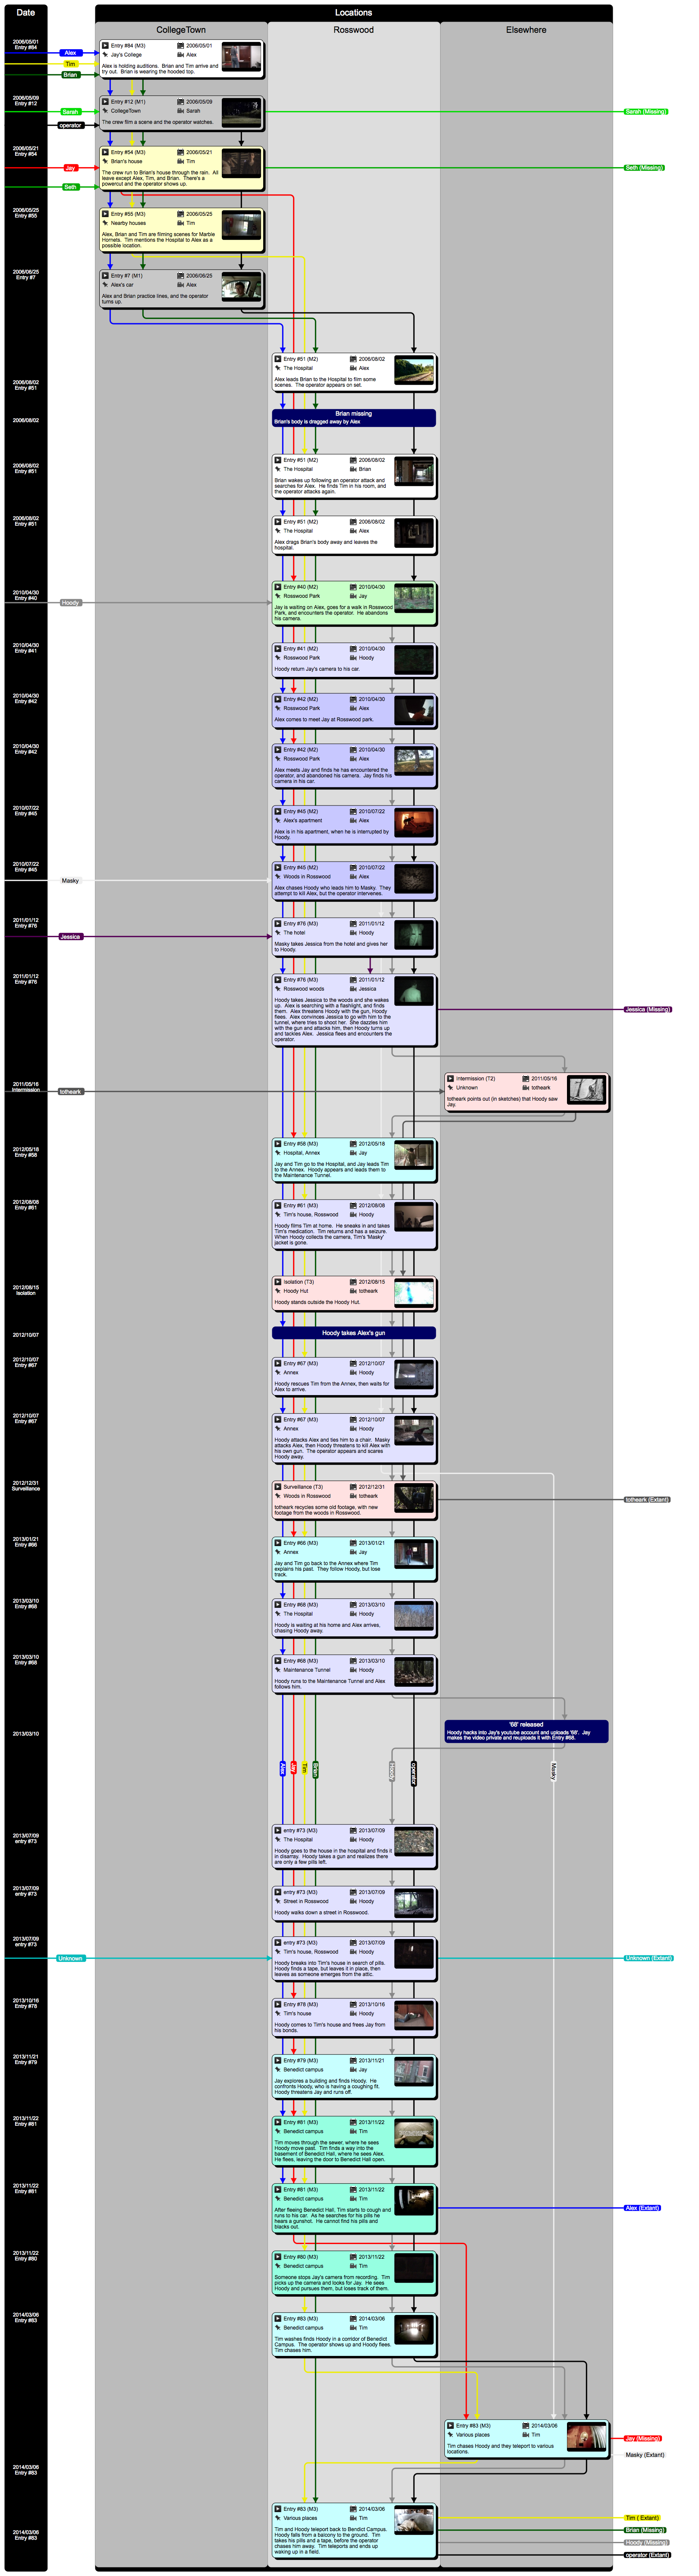 Date
Locations
CollegeTown
Rosswood
Elsewhere
2006/05/01
Entry #84
Alex
Tim
Brian
Entry #84 (M3)
2006/05/01
Jay's College
Alex
Alex is holding auditions. Brian and Tim arrive and
try out. Brian is wearing the hooded top.
2006/05/09
Entry #12
Sarah
operator
Entry #12 (M1)
2006/05/09
CollegeTown
Sarah
The crew film a scene and the operator watches.
Sarah (Missing)
2006/05/21
Entry #54
Jay
Seth
Entry #54 (M3)
2006/05/21
Brian's house
Tim
The crew run to Brian's house through the rain. All
leave except Alex, Tim, and Brian. There's a
powercut and the operator shows up.
Seth (Missing)
2006/05/25
Entry #55
Entry #55 (M3)
2006/05/25
Nearby houses
Tim
Alex, Brian and Tim are filming scenes for Marble
Hornets. Tim mentions the Hospital to Alex as a
possible location.
2006/06/25
Entry #7
Entry #7 (M1)
2006/06/25
Alex's car
Alex
Alex and Brian practice lines, and the operator
turns up.
2006/08/02
Entry #51
Entry #51 (M2)
2006/08/02
The Hospital
Alex
Alex leads Brian to the Hospital to film some
scenes. The operator appears on set.
2006/08/02
Brian missing
Brian's body is dragged away by Alex
2006/08/02
Entry #51
Entry #51 (M2)
2006/08/02
The Hospital
Brian
Brian wakes up following an operator attack and
searches for Alex. He finds Tim in his room, and
the operator attacks again.
2006/08/02
Entry #51
Entry #51 (M2)
2006/08/02
The Hospital
Alex
Alex drags Brian's body away and leaves the
hospital.
2010/04/30
Entry #40
Hoody
Entry #40 (M2)
2010/04/30
Rosswood Park
Jay
Jay is waiting on Alex, goes for a walk in Rosswood
Park, and encounters the operator. He abandons
his camera.
2010/04/30
Entry #41
Entry #41 (M2)
2010/04/30
Rosswood Park
Hoody
Hoody return Jay's camera to his car.
2010/04/30
Entry #42
Entry #42 (M2)
2010/04/30
Rosswood Park
Alex
Alex comes to meet Jay at Rosswood park.
2010/04/30
Entry #42
Entry #42 (M2)
2010/04/30
Rosswood Park
Alex
Alex meets Jay and finds he has encountered the
operator, and abandoned his camera. Jay finds his
camera in his car.
2010/07/22
Entry #45
Entry #45 (M2)
2010/07/22
Alex's apartment
Alex
Alex is in his apartment, when he is interrupted by
Hoody.
2010/07/22
Entry #45
Masky
Entry #45 (M2)
2010/07/22
Woods in Rosswood
Alex
Alex chases Hoody who leads him to Masky. They
attempt to kill Alex, but the operator intervenes.
2011/01/12
Entry #76
Jessica
Entry #76 (M3)
2011/01/12
The hotel
Hoody
Masky takes Jessica from the hotel and gives her
to Hoody.
2011/01/12
Entry #76
Entry #76 (M3)
2011/01/12
Rosswood woods
Jessica
Hoody takes Jessica to the woods and she wakes
up. Alex is searching with a flashlight, and finds
them. Alex threatens Hoody with the gun, Hoody
flees. Alex convinces Jessica to go with him to the
tunnel, where tries to shoot her. She dazzles him
with the gun and attacks him, then Hoody turns up
and tackles Alex. Jessica flees and encounters the
operator.
Jessica (Missing)
2011/05/16
Intermission
totheark
Intermission (T2)
2011/05/16
Unknown
totheark
totheark points out (in sketches) that Hoody saw
Jay.
2012/05/18
Entry #58
Entry #58 (M3)
2012/05/18
Hospital, Annex
Jay
Jay and Tim go to the Hospital, and Jay leads Tim
to the Annex. Hoody appears and leads them to
the Maintenance Tunnel.
2012/08/08
Entry #61
Entry #61 (M3)
2012/08/08
Tim's house, Rosswood
Hoody
Hoody films Tim at home. He sneaks in and takes
Tim's medication. Tim returns and has a seizure.
When Hoody collects the camera, Tim's 'Masky'
jacket is gone.
2012/08/15
Isolation
Isolation (T3)
2012/08/15
Hoody Hut
totheark
Hoody stands outside the Hoody Hut.
2012/10/07
Hoody takes Alex's gun
2012/10/07
Entry #67
Entry #67 (M3)
2012/10/07
Annex
Hoody
Hoody rescues Tim from the Annex, then waits for
Alex to arrive.
2012/10/07
Entry #67
Entry #67 (M3)
2012/10/07
Annex
Hoody
Hoody attacks Alex and ties him to a chair. Masky
attacks Alex, then Hoody threatens to kill Alex with
his own gun. The operator appears and scares
Hoody away.
2012/12/31
Surveillance
Surveillance (T3)
2012/12/31
Woods in Rosswood
totheark
totheark recycles some old footage, with new
footage from the woods in Rosswood.
totheark (Extant)
2013/01/21
Entry #66
Entry #66 (M3)
2013/01/21
Annex
Jay
Jay and Tim go back to the Annex where Tim
explains his past. They follow Hoody, but lose
track.
2013/03/10
Entry #68
Entry #68 (M3)
2013/03/10
The Hospital
Hoody
Hoody is waiting at his home and Alex arrives,
chasing Hoody away.
2013/03/10
Entry #68
Entry #68 (M3)
2013/03/10
Maintenance Tunnel
Hoody
Hoody runs to the Maintenance Tunnel and Alex
follows him.
2013/03/10
'68' released
Hoody hacks into Jay's youtube account and uploads '68'. Jay
makes the video private and reuploads it with Entry #68.
Alex
Jay
Tim
Brian
Hoody
operator
Masky
2013/07/09
entry #73
entry #73 (M3)
2013/07/09
The Hospital
Hoody
Hoody goes to the house in the hospital and finds it
in disarray. Hoody takes a gun and realizes there
are only a few pills left.
2013/07/09
entry #73
entry #73 (M3)
2013/07/09
Street in Rosswood
Hoody
Hoody walks down a street in Rosswood.
2013/07/09
entry #73
Unknown
entry #73 (M3)
2013/07/09
Tim's house, Rosswood
Hoody
Hoody breaks into Tim's house in search of pills.
Hoody finds a tape, but leaves it in place, then
leaves as someone emerges from the attic.
Unknown (Extant)
2013/10/16
Entry #78
Entry #78 (M3)
2013/10/16
Tim's house
Hoody
Hoody comes to Tim's house and frees Jay from
his bonds.
2013/11/21
Entry #79
Entry #79 (M3)
2013/11/21
Benedict campus
Jay
Jay explores a building and finds Hoody. He
confronts Hoody, who is having a coughing fit.
Hoody threatens Jay and runs off.
2013/11/22
Entry #81
Entry #81 (M3)
2013/11/22
Benedict campus
Tim
Tim moves through the sewer, where he sees
Hoody move past. Tim finds a way into the
basement of Benedict Hall, where he sees Alex.
He flees, leaving the door to Benedict Hall open.
2013/11/22
Entry #81
Entry #81 (M3)
2013/11/22
Benedict campus
Tim
After fleeing Benedict Hall, Tim starts to cough and
runs to his car. As he searches for his pills he
hears a gunshot. He cannot find his pills and
blacks out.
Alex (Extant)
2013/11/22
Entry #80
Entry #80 (M3)
2013/11/22
Benedict campus
Tim
Someone stops Jay's camera from recording. Tim
picks up the camera and looks for Jay. He sees
Hoody and pursues them, but loses track of them.
2014/03/06
Entry #83
Entry #83 (M3)
2014/03/06
Benedict campus
Tim
Tim washes finds Hoody in a corridor of Benedict
Campus. The operator shows up and Hoody flees.
Tim chases him.
2014/03/06
Entry #83
Entry #83 (M3)
2014/03/06
Various places
Tim
Tim chases Hoody and they teleport to various
locations.
Jay (Missing)
Masky (Extant)
2014/03/06
Entry #83
Entry #83 (M3)
2014/03/06
Various places
Tim
Tim and Hoody teleport back to Bendict Campus.
Hoody falls from a balcony to the ground. Tim
takes his pills and a tape, before the operator
chases him away. Tim teleports and ends up
waking up in a field.
Tim ( Extant)
Brian (Missing)
Hoody (Missing)
operator (Extant)